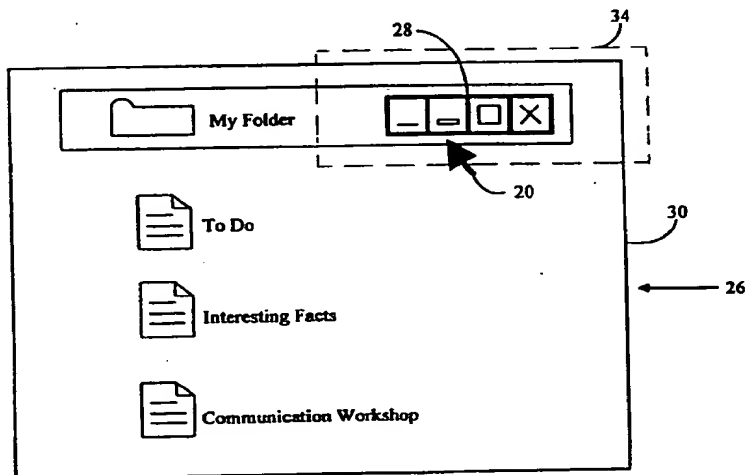 34
28
My Folder
20
To Do
30
26
Interesting Facts
Communication Workshop